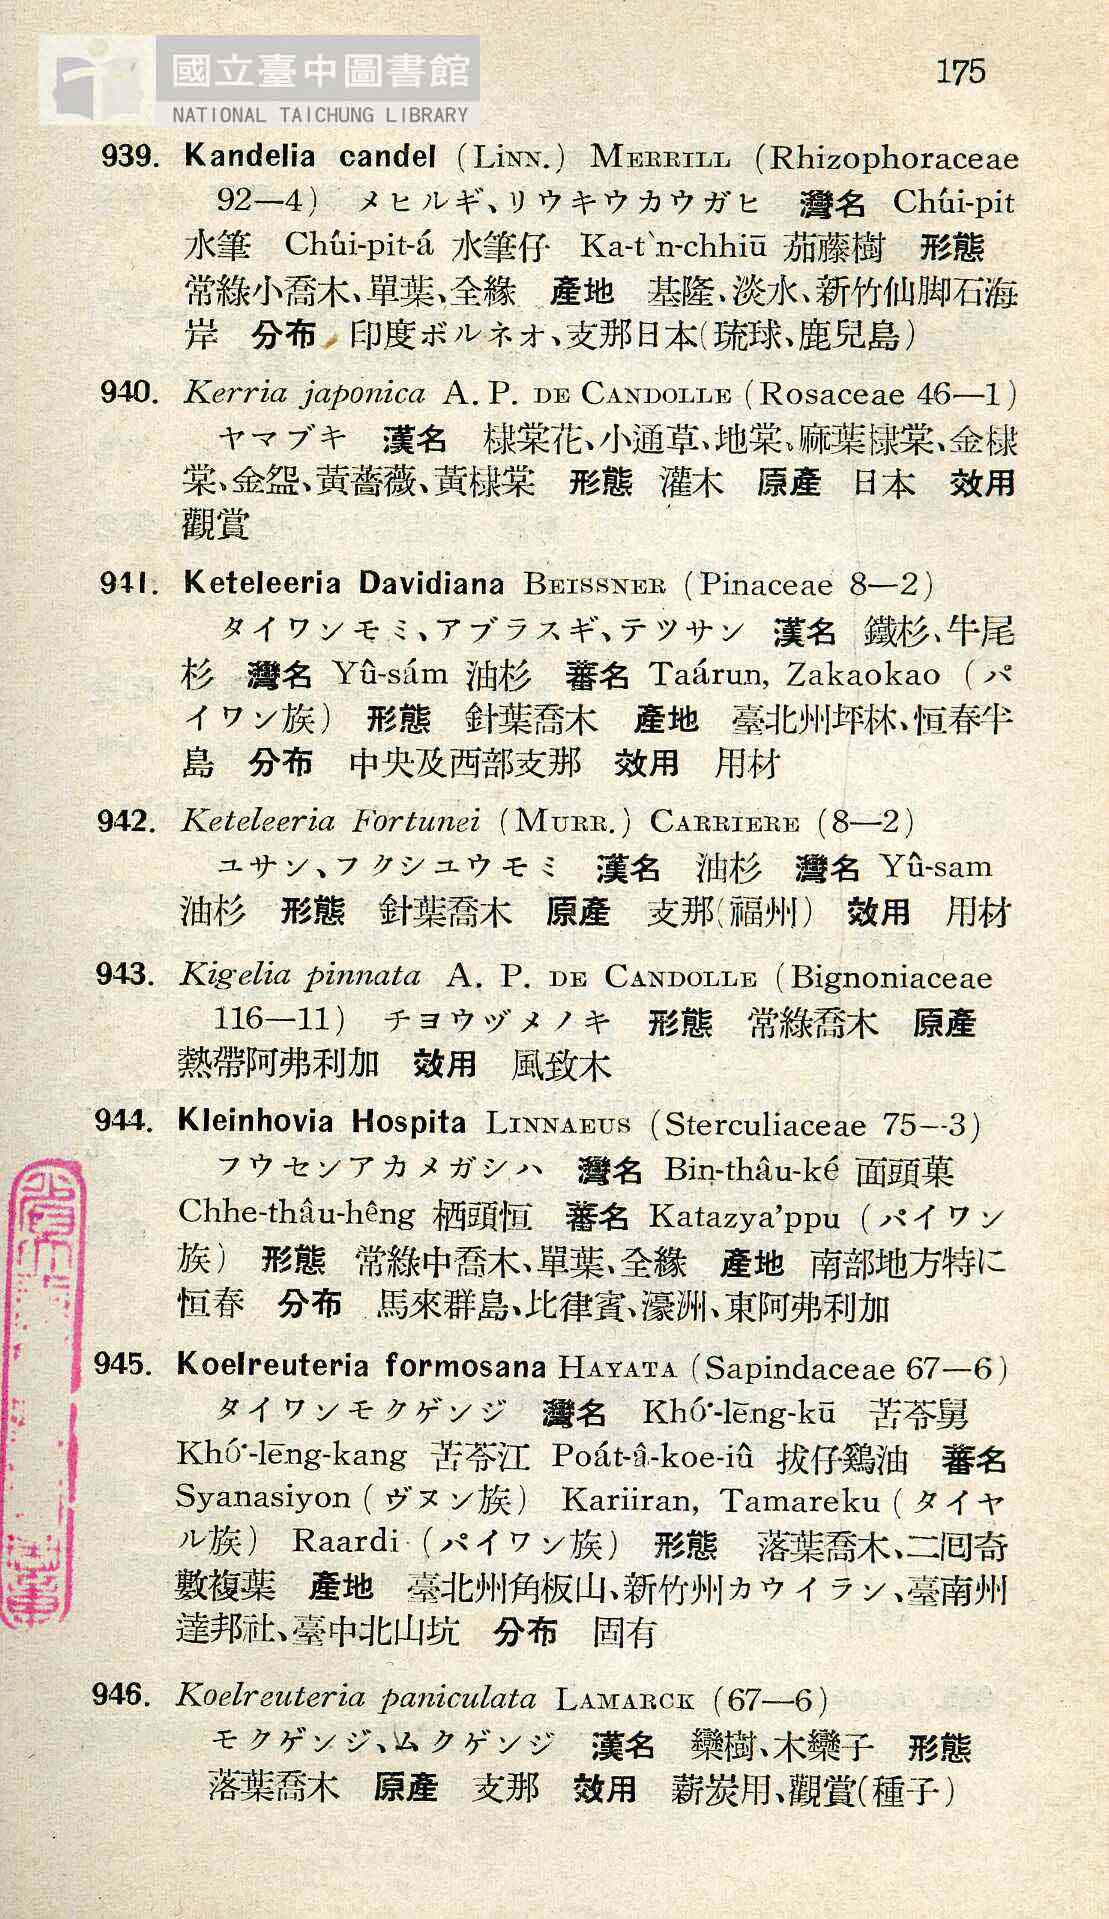 國立臺中圖書館
NATIONAL TAICHUNG LIBRARY
175
939. Kandelia candel (Linn.) Merrill (Rhizophoraceae
92—4) メヒルギ、リウキウカウガヒ 灣名 Chúi-pit
水筆 Chúi-pit-á 水筆仔 Ka-t`n-chhiū 茄藤樹 形態
常綠小喬木、單葉、全緣 產地 基隆、淡水、新竹仙脚石海
岸 分布 印度ボルネオ、支那日本(琉球、鹿兒島)
940. Kerria japonica A. P. de Candolle (Rosaceae 46—1)
ヤマブキ 漢名 棣棠花、小通草、地棠、麻葉棣棠、金棣
棠、金盌、黃薔薇、黃棣棠 形態 灌木 原產 日本 效用
觀賞
941. Keteleeria Davidiana Beissner (Pinaceae 8—2)
タイワンモミ、アブラスギ、テツサン 漢名 鐵杉、牛尾
杉 灣名 Yû-sám 油杉 蕃名 Taárun, Zakaokao (パ
イワン族) 形態 針葉喬木 產地 臺北州坪林、恒春半
島 分布 中央及西部支那 效用 用材
942. Keteleeria Fortunei (Murr.) Carriere (8—2)
ユサン、フクシユウモミ 漢名 油杉 灣名 Yû-sam
油杉 形態 針葉喬木 原產 支那(福州) 效用 用材
943. Kigelia pinnata A. P. de Candolle (Bignoniaceae
116—11) チヨウヅメノキ 形態 常綠喬木 原產
熱帶阿弗利加 效用 風致木
944. Kleinhovia Hospita Linnaeus (Sterculiaceae 75—3)
フウセンアカメガシハ 灣名 Bīn-thâu-ké 面頭菓
Chhe-thâu-hêng 栖頭恒 蕃名 Katazya'ppu (パイワン
族) 形態 常綠中喬木、單葉、全緣 產地 南部地方特に
恒春 分布 馬來群島、比律賓、濠洲、東阿弗利加
945. Koelreuteria formosana Hayata (Sapindaceae 67—6)
タイワンモクゲンジ 灣名 Khó͘-lēng-kū 苦苓舅
Khó͘-lēng-kang 苦苓江 Poát-â-koe-iû 拔仔鷄油 蕃名
Syanasiyon (ヴヌン族) Kariiran, Tamareku (タイヤ
ル族) Raardi (パイワン族) 形態 落葉喬木、二囘奇
數複葉 產地 臺北州角板山、新竹州カウイラン、臺南州
達邦社、臺中北山坑 分布 固有
946. Koelreuteria paniculata Lamarck (67—6)
モクゲンジ、ムクゲンジ 漢名 欒樹、木欒子 形態
落葉喬木 原產 支那 效用 薪炭用、觀賞(種子)